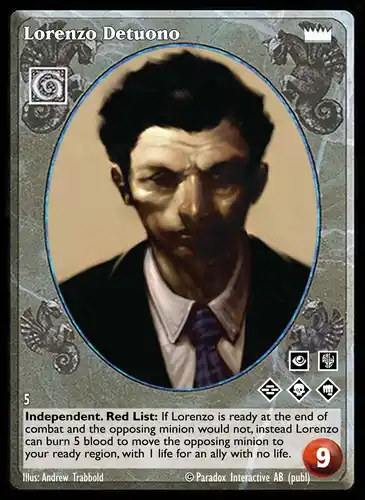 Lorenzo Detuono
5
Independent. Red List: If Lorenzo is ready at the end of
combat and the opposing minion would not, instead Lorenzo
can burn 5 blood to move the opposing minion to
your ready region, with 1 life for an ally with no life.
9
Illus: Andrew Trabbold
© Paradox Interactive AB (publ)